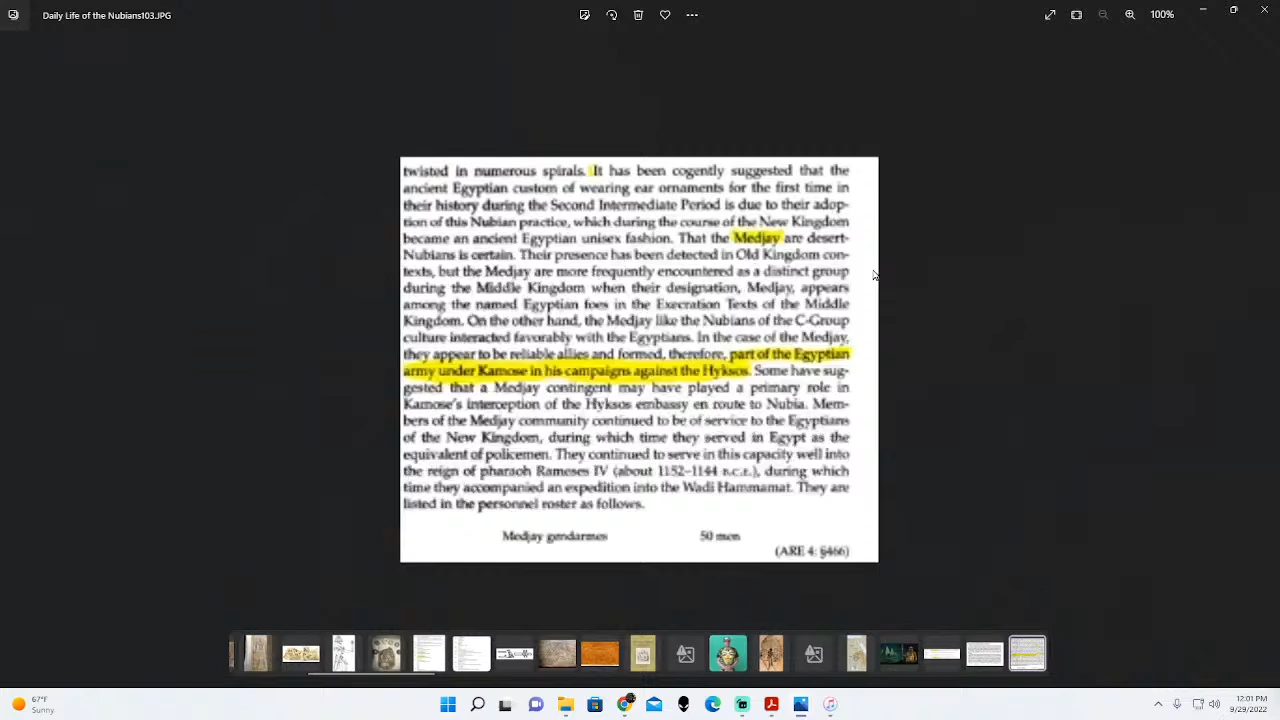 Daily Life of the Nubians103.JPG
100%
twisted in numerous spirals. It has been cogently suggested that the
ancient Egyptian custom of wearing ear ornaments for the first time in
their history during the Second Intermediate Period is due to their adop-
tion of this Nubian practice, which during the course of the New Kingdom
became an ancient Egyptian unisex fashion. That the Medjay are desert-
Nubians is certain. Their presence has been detected in Old Kingdom con-
texts, but the Medjay are more frequently encountered as a distinct group
during the Middle Kingdom when their designation, Medjay, appears
among the named Egyptian foes in the Execration Texts of the Middle
Kingdom. On the other hand, the Medjay like the Nubians of the C-Group
culture interacted favorably with the Egyptians. In the case of the Medjay,
they appear to be reliable allies and formed, therefore, part of the Egyptian
army under Kamose in his campaigns against the Hyksos. Some have sug-
gested that a Medjay contingent may have played a primary role in
Kamose's interception of the Hyksos embassy en route to Nubia. Mem-
bers of the Medjay community continued to be of service to the Egyptians
of the New Kingdom, during which time they served in Egypt as the
equivalent of policemen. They continued to serve in this capacity well into
the reign of pharaoh Rameses IV (about 1152–1144 B.C.E.), during which
time they accompanied an expedition into the Wadi Hammamat. They are
listed in the personnel roster as follows.
Medjay gendarmes 50 men
(ARE 4: §466)
67°F
Sunny
12:01 PM
9/29/2022